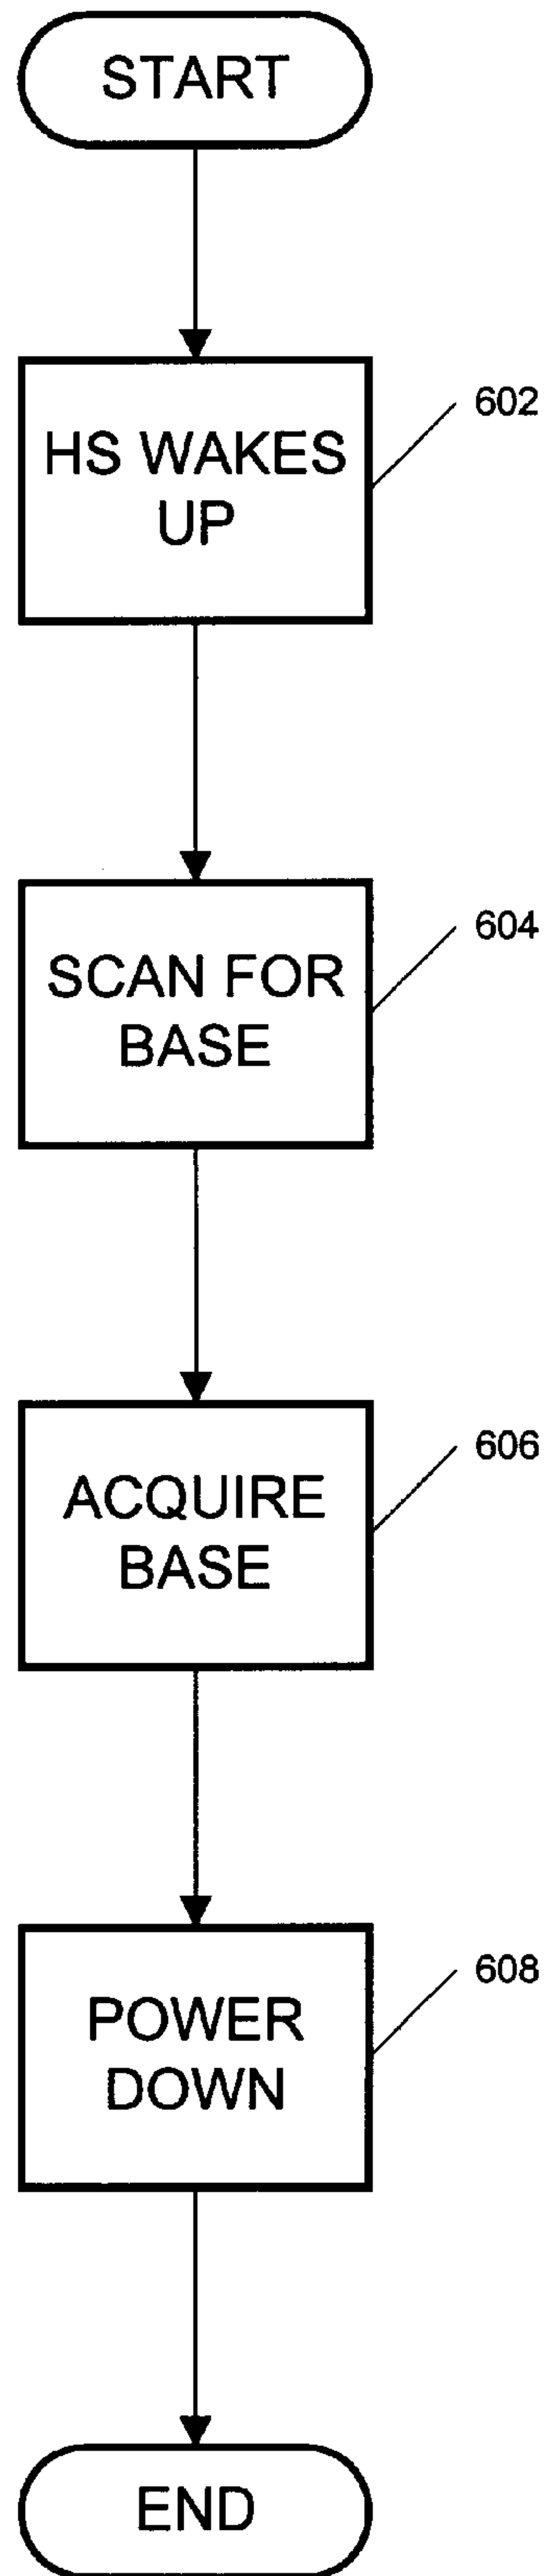 START
HS WAKES
UP
602
SCAN FOR
BASE
604
ACQUIRE
BASE
606
POWER
DOWN
608
END